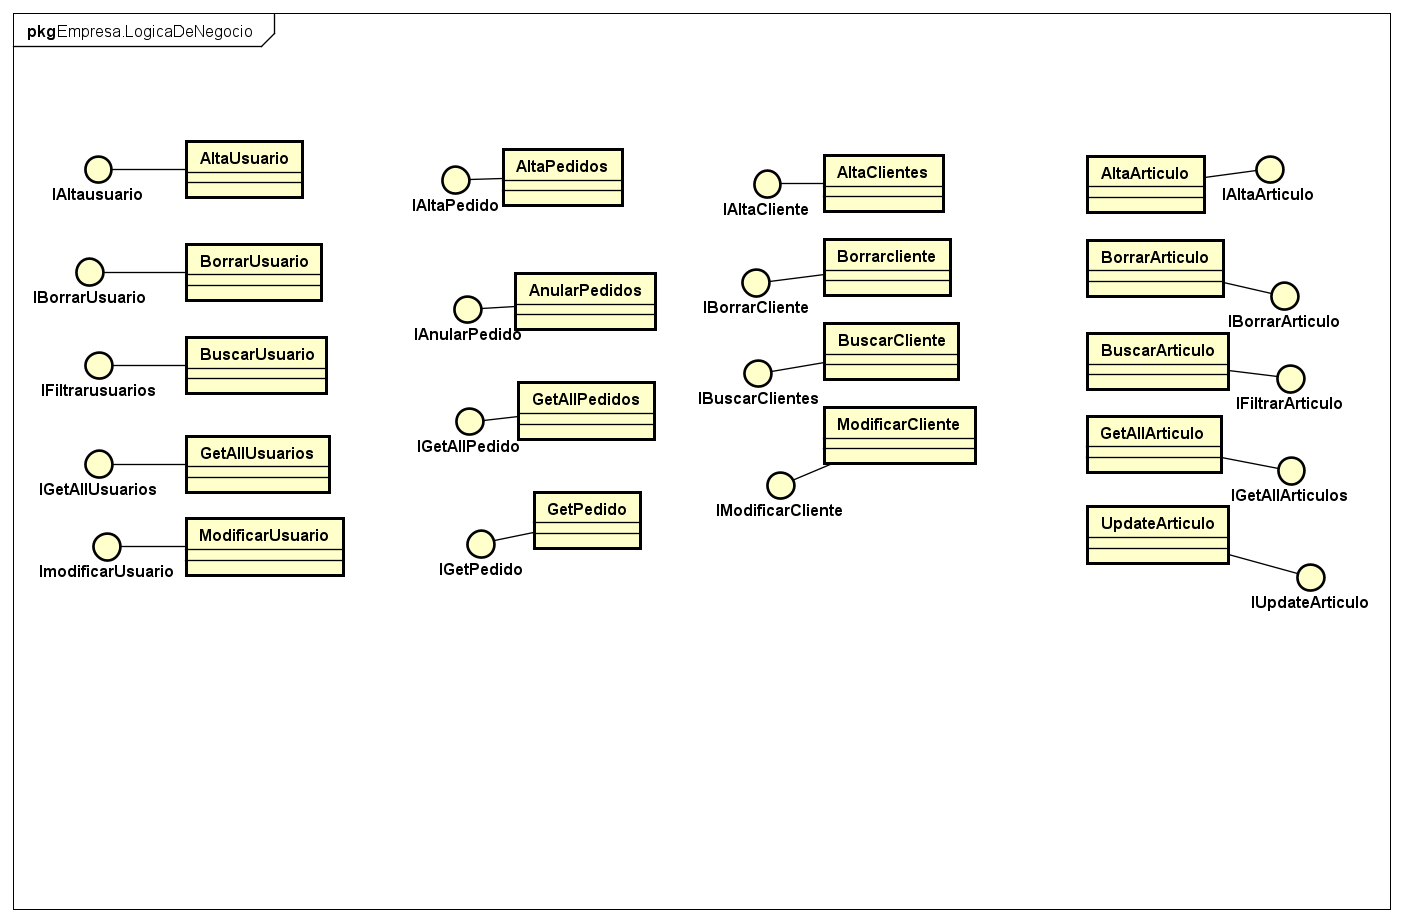 pkgEmpresa.LogicaDeNegocio
AltaUsuario
IAltausuario
BorrarUsuario
IBorrarUsuario
BuscarUsuario
IFiltrarusuarios
GetAllUsuarios
IGetAllUsuarios
ModificarUsuario
ImodificarUsuario
AltaPedidos
IAltaPedido
AnularPedidos
IAnularPedido
GetAllPedidos
IGetAllPedido
GetPedido
IGetPedido
AltaClientes
IAltaCliente
Borrarcliente
IBorrarCliente
BuscarCliente
IBuscarClientes
ModificarCliente
IModificarCliente
AltaArticulo
IAltaArticulo
BorrarArticulo
IBorrarArticulo
BuscarArticulo
IFiltrarArticulo
GetAllArticulo
IGetAllArticulos
UpdateArticulo
IUpdateArticulo